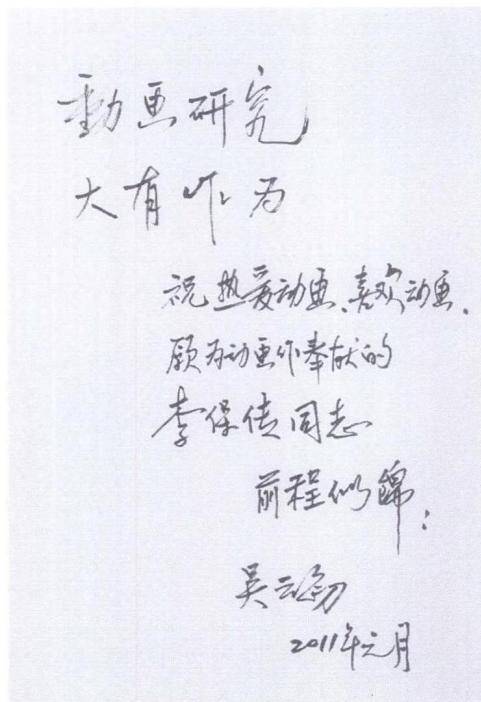 動画研究
大有作为
祝热爱动画、喜欢动画、
愿为动画作奉献的
李保传同志
前程似锦：
吴云初
2011年元月